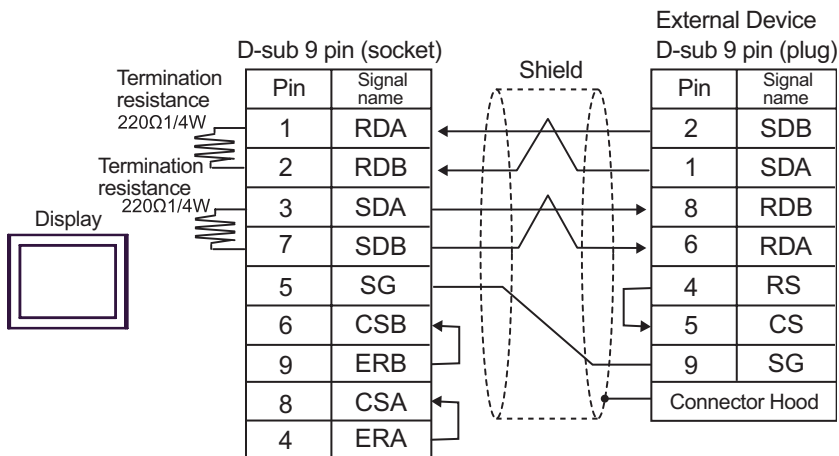 External Device
D-sub 9 pin (socket)
D-sub 9 pin (plug)
Shield
Termination
resistance
220Ω1/4W
Termination
resistance
220Ω1/4W
Display
Pin Signal name
1 RDA
2 RDB
3 SDA
7 SDB
5 SG
6 CSB
9 ERB
8 CSA
4 ERA
Pin Signal name
2 SDB
1 SDA
8 RDB
6 RDA
4 RS
5 CS
9 SG
Connector Hood